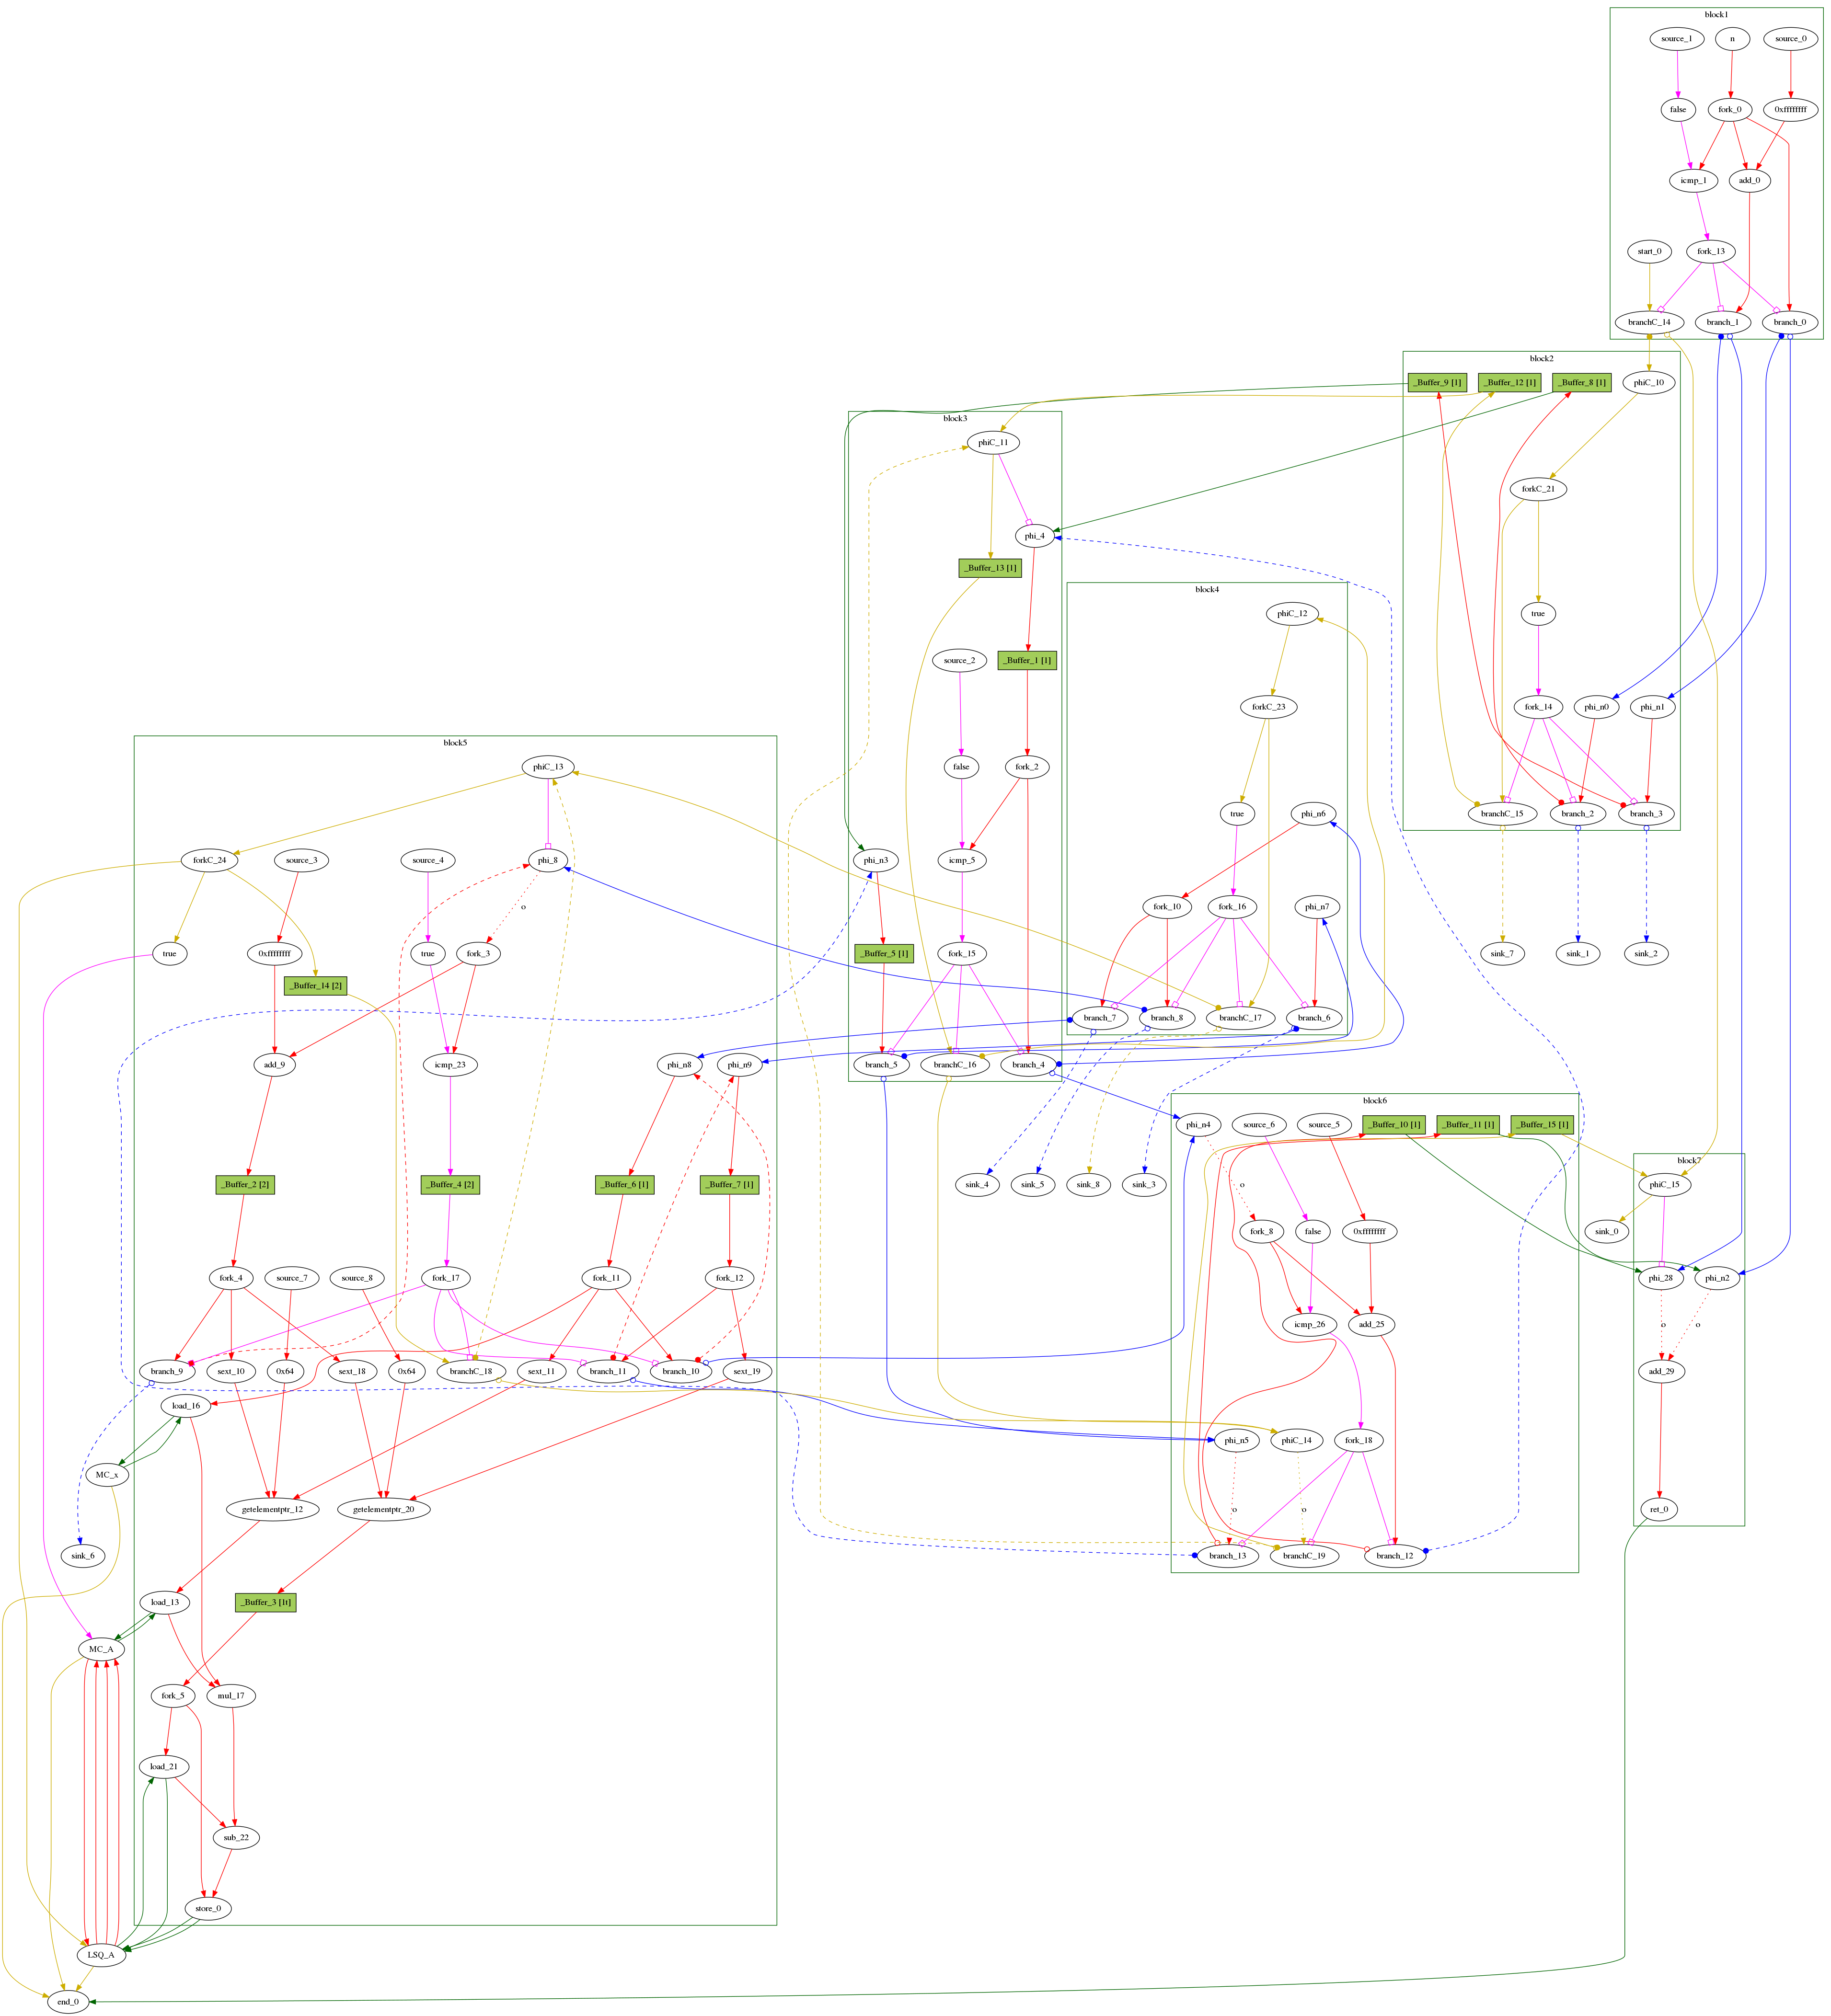 block1
source_1
n
source_0
false
fork_0
0xffffffff
icmp_1
add_0
start_0
fork_13
branchC_14
branch_1
branch_0
block2
_Buffer_9 [1]
_Buffer_12 [1]
_Buffer_8 [1]
phiC_10
forkC_21
true
fork_14
phi_n0
phi_n1
branchC_15
branch_2
branch_3
sink_7
sink_1
sink_2
block3
phiC_11
phi_4
_Buffer_13 [1]
source_2
_Buffer_1 [1]
false
fork_2
phi_n3
icmp_5
_Buffer_5 [1]
fork_15
branch_5
branchC_16
branch_4
block4
phiC_12
forkC_23
true
phi_n6
fork_10
fork_16
phi_n7
branch_7
branch_8
branchC_17
branch_6
sink_4
sink_5
sink_8
sink_3
block5
phiC_13
forkC_24
source_3
source_4
phi_8
o
true
0xffffffff
true
fork_3
_Buffer_14 [2]
add_9
icmp_23
phi_n8
phi_n9
_Buffer_2 [2]
_Buffer_4 [2]
_Buffer_6 [1]
_Buffer_7 [1]
fork_4
source_7
source_8
fork_17
fork_11
fork_12
branch_9
sext_10
0x64
sext_18
0x64
branchC_18
sext_11
branch_11
branch_10
sext_19
load_16
MC_x
getelementptr_12
getelementptr_20
sink_6
load_13
_Buffer_3 [1t]
MC_A
fork_5
mul_17
load_21
sub_22
store_0
LSQ_A
end_0
block6
phi_n4
source_6
source_5
_Buffer_10 [1]
_Buffer_11 [1]
_Buffer_15 [1]
o
fork_8
false
0xffffffff
icmp_26
add_25
phi_n5
phiC_14
fork_18
o
o
branch_13
branchC_19
branch_12
block7
phiC_15
sink_0
phi_28
phi_n2
o
o
add_29
ret_0